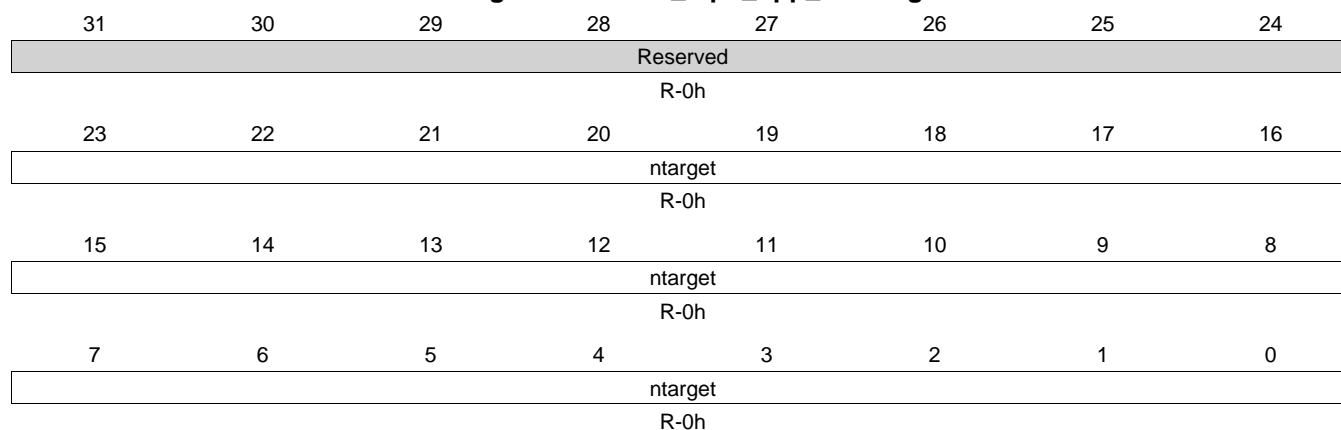 31 30 29 28 27 26 25 24
Reserved
R-0h
23 22 21 20 19 18 17 16
ntarget
R-0h
15 14 13 12 11 10 9 8
ntarget
R-0h
7 6 5 4 3 2 1 0
ntarget
R-0h